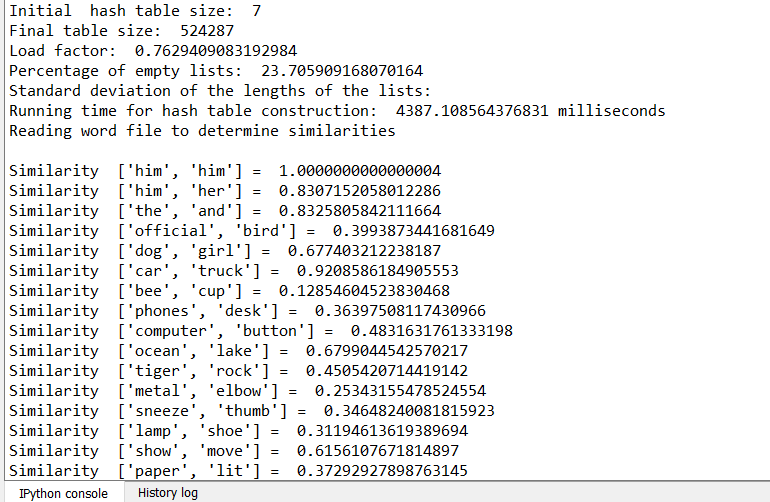 Initial  hash table size:  7
Final table size:  524287
Load factor:  0.7629409083192984
Percentage of empty lists:  23.705909168070164
Standard deviation of the lengths of the lists:
Running time for hash table construction:  4387.108564376831 milliseconds
Reading word file to determine similarities
Similarity  ['him', 'him'] =  1.0000000000000004
Similarity  ['him', 'her'] =  0.8307152058012286
Similarity  ['the', 'and'] =  0.8325805842111664
Similarity  ['official', 'bird'] =  0.3993873441681649
Similarity  ['dog', 'girl'] =  0.677403212238187
Similarity  ['car', 'truck'] =  0.9208586184905553
Similarity  ['bee', 'cup'] =  0.12854604523830468
Similarity  ['phones', 'desk'] =  0.36397508117430966
Similarity  ['computer', 'button'] =  0.4831631761333198
Similarity  ['ocean', 'lake'] =  0.6799044542570217
Similarity  ['tiger', 'rock'] =  0.4505420714419142
Similarity  ['metal', 'elbow'] =  0.25343155478524554
Similarity  ['sneeze', 'thumb'] =  0.34648240081815923
Similarity  ['lamp', 'shoe'] =  0.31194613619389694
Similarity  ['show', 'move'] =  0.6156107671814897
Similarity  ['paper', 'lit'] =  0.37292927898763145
IPython console
History log